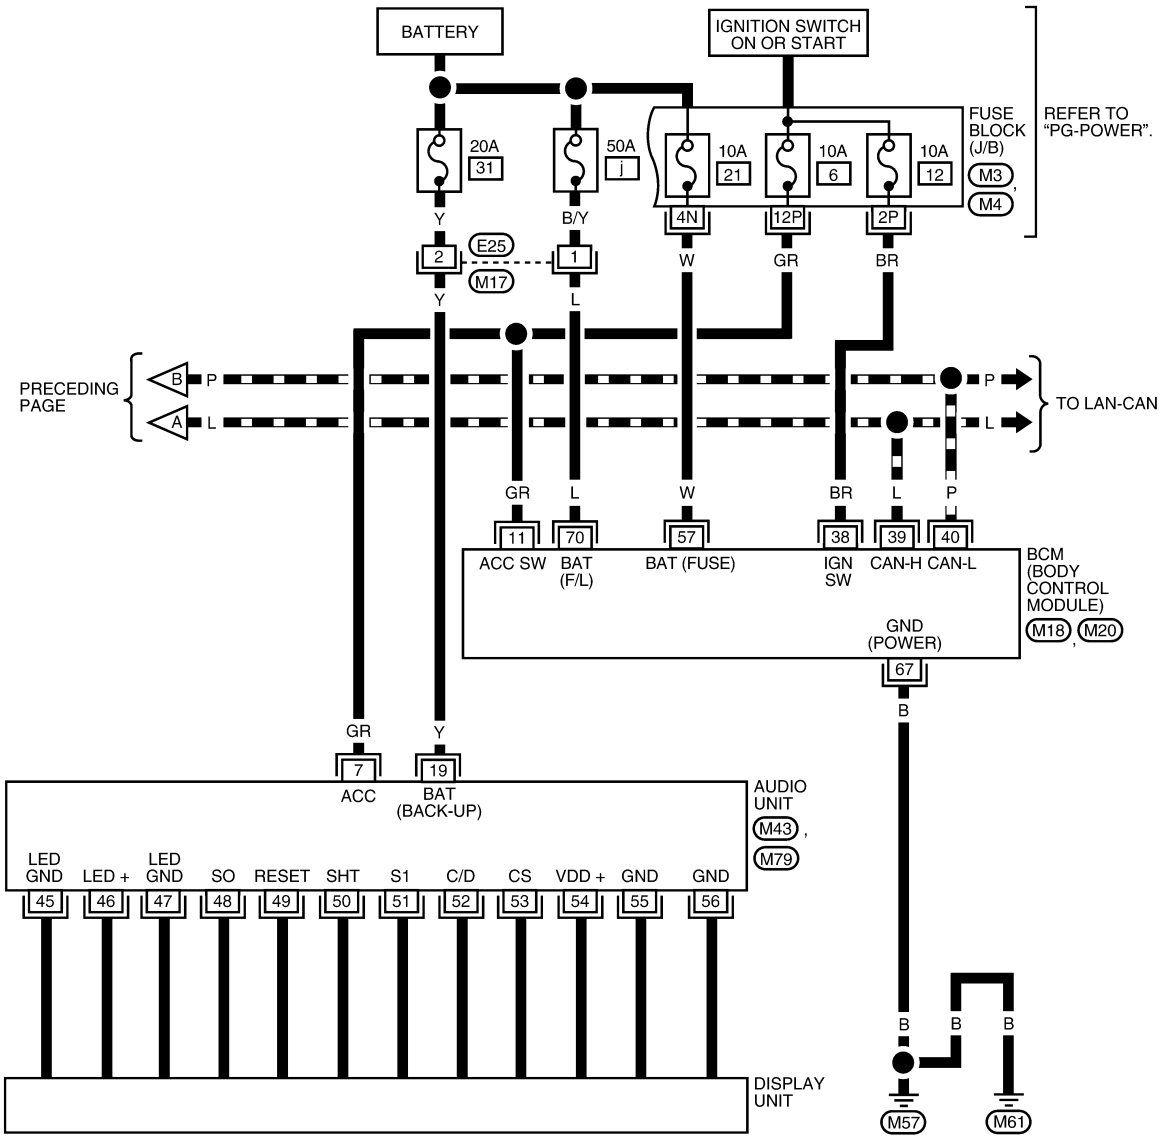 BATTERY
IGNITION SWITCH
ON OR START
20A
31
50A
j
10A
21
10A
6
10A
12
FUSE
BLOCK
(J/B)
M3 ,
M4
REFER TO
“PG-POWER”.
Y
B/Y
4N
12P
2P
2
E25
M17
1
W
GR
BR
Y
L
PRECEDING
PAGE
B
P
P
A
L
L
TO LAN-CAN
GR
L
W
BR
L
P
11
70
57
38
39
40
ACC SW
BAT
(F/L)
BAT (FUSE)
IGN
SW
CAN-H
CAN-L
BCM
(BODY
CONTROL
MODULE)
M18 , M20
GND
(POWER)
67
B
GR
Y
7
19
ACC
BAT
(BACK-UP)
AUDIO
UNIT
M43 ,
M79
LED
GND
LED +
LED
GND
SO
RESET
SHT
S1
C/D
CS
VDD +
GND
GND
45
46
47
48
49
50
51
52
53
54
55
56
B
B
B
DISPLAY
UNIT
M57
M61